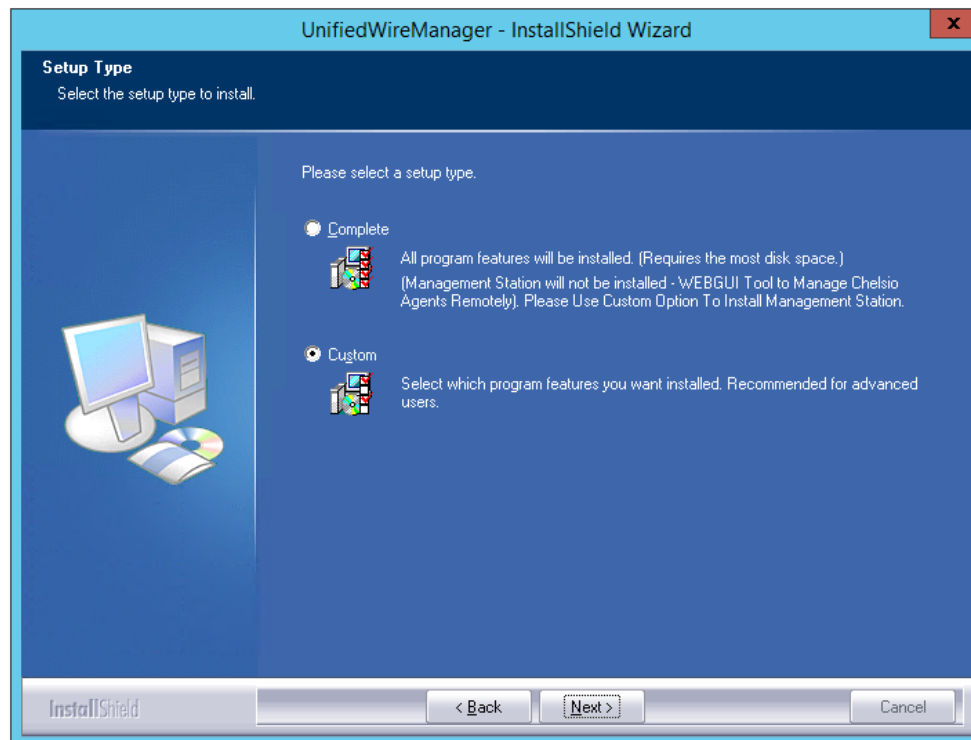 UnifiedWireManager - InstallShield Wizard
x
Setup Type
Select the setup type to install.
Please select a setup type.
Complete
All program features will be installed. (Requires the most disk space.)
(Management Station will not be installed - WEBGUI Tool to Manage Chelsio
Agents Remotely). Please Use Custom Option To Install Management Station.
Custom
Select which program features you want installed. Recommended for advanced
users.
InstallShield
< Back
Next >
Cancel